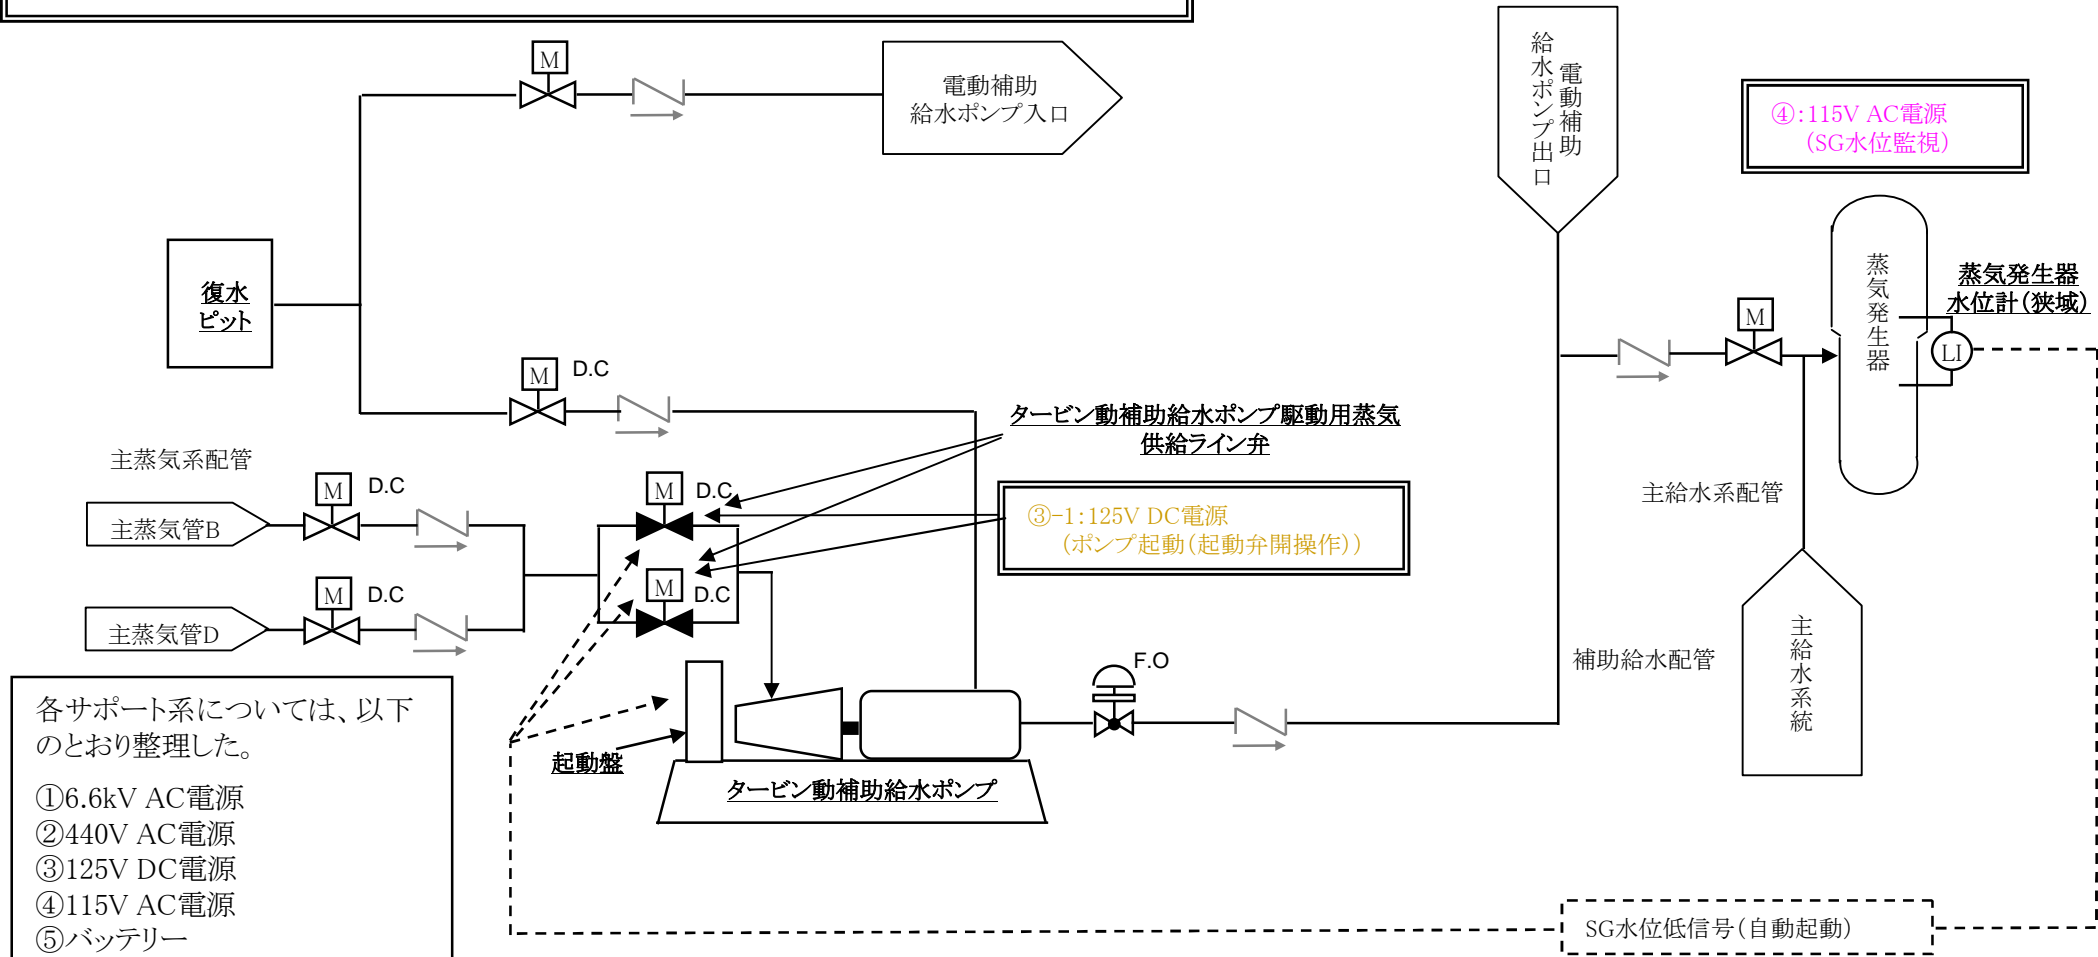 M
電動補助
給水ポンプ入口
電動補助
給水ポンプ出口
④：115V AC電源
（SG水位監視）
復水
ピット
M
D.C
蒸気発生器
蒸気発生器
水位計（狭域）
M
LI
タービン動補助給水ポンプ駆動用蒸気
供給ライン弁
主蒸気系配管
M
D.C
主蒸気管B
M
D.C
③-1：125V DC電源
（ポンプ起動（起動弁開操作））
主給水系配管
M
D.C
主蒸気管D
M
D.C
F.O
補助給水配管
主給水系統
起動盤
タービン動補助給水ポンプ
各サポート系については、以下
のとおり整理した。
①6.6kV AC電源
②440V AC電源
③125V DC電源
④115V AC電源
⑤バッテリー
SG水位低信号（自動起動）